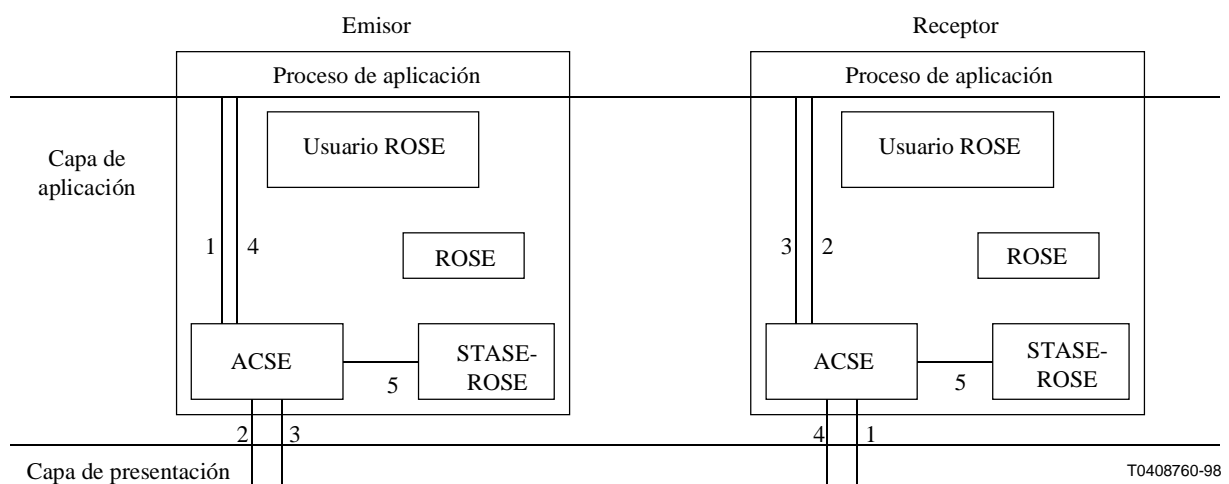 Emisor
Receptor
Proceso de aplicación
Proceso de aplicación
Capa de
aplicación
Usuario ROSE
Usuario ROSE
1
4
ROSE
3
2
ROSE
ACSE
5
STASE-
ROSE
ACSE
5
STASE-
ROSE
2
3
4
1
Capa de presentación
T0408760-98